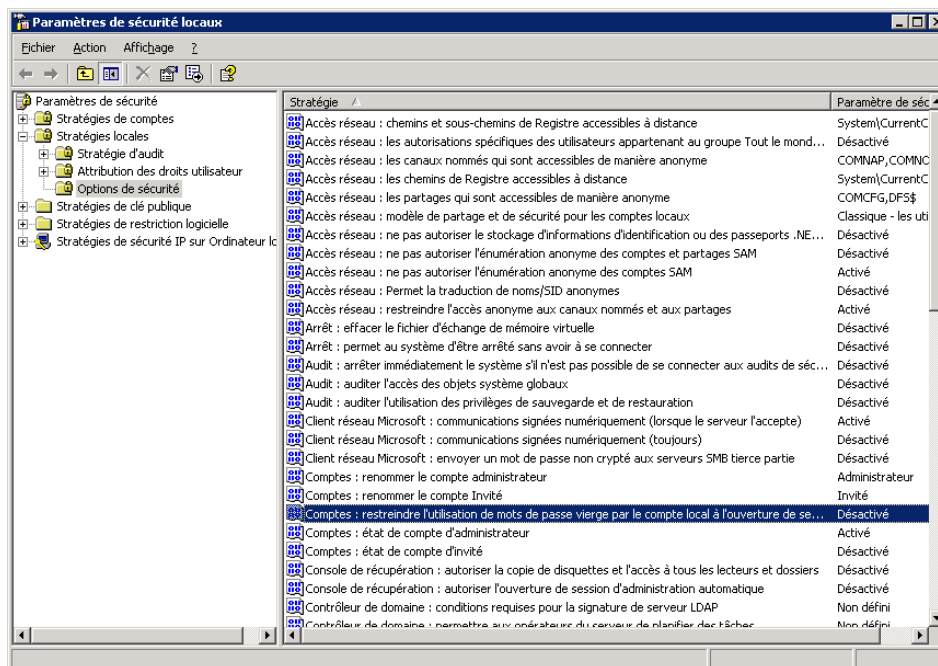 Paramètres de sécurité locaux
Fichier Action Affichage ?
Paramètres de sécurité
Stratégies de comptes
Stratégies locales
Stratégie d'audit
Attribution des droits utilisateur
Options de sécurité
Stratégies de clé publique
Stratégies de restriction logicielle
Stratégies de sécurité IP sur Ordinateur lo
Stratégie Paramètre de séc
Accès réseau : chemins et sous-chemins de Registre accessibles à distance System\CurrentC
Accès réseau : les autorisations spécifiques des utilisateurs appartenant au groupe Tout le mond... Désactivé
Accès réseau : les canaux nommés qui sont accessibles de manière anonyme COMNAP,COMNO
Accès réseau : les chemins de Registre accessibles à distance System\CurrentC
Accès réseau : les partages qui sont accessibles de manière anonyme COMCFG,DFS$
Accès réseau : modèle de partage et de sécurité pour les comptes locaux Classique - les uti
Accès réseau : ne pas autoriser le stockage d'informations d'identification ou des passeports .NE... Désactivé
Accès réseau : ne pas autoriser l'énumération anonyme des comptes et partages SAM Désactivé
Accès réseau : ne pas autoriser l'énumération anonyme des comptes SAM Activé
Accès réseau : Permet la traduction de noms/SID anonymes Désactivé
Accès réseau : restreindre l'accès anonyme aux canaux nommés et aux partages Activé
Arrêt : effacer le fichier d'échange de mémoire virtuelle Désactivé
Arrêt : permet au système d'être arrêté sans avoir à se connecter Désactivé
Audit : arrêter immédiatement le système s'il n'est pas possible de se connecter aux audits de séc... Désactivé
Audit : auditer l'accès des objets système globaux Désactivé
Audit : auditer l'utilisation des privilèges de sauvegarde et de restauration Désactivé
Client réseau Microsoft : communications signées numériquement (lorsque le serveur l'accepte) Activé
Client réseau Microsoft : communications signées numériquement (toujours) Désactivé
Client réseau Microsoft : envoyer un mot de passe non crypté aux serveurs SMB tierce partie Désactivé
Comptes : renommer le compte administrateur Administrateur
Comptes : renommer le compte Invité Invité
Comptes : restreindre l'utilisation de mots de passe vierge par le compte local à l'ouverture de se... Désactivé
Comptes : état de compte d'administrateur Activé
Comptes : état de compte d'invité Désactivé
Console de récupération : autoriser la copie de disquettes et l'accès à tous les lecteurs et dossiers Désactivé
Console de récupération : autoriser l'ouverture de session d'administration automatique Désactivé
Contrôleur de domaine : conditions requises pour la signature de serveur LDAP Non défini
Contrôleur de domaine : permettre aux opérateurs du serveur de planifier des tâches Non défini